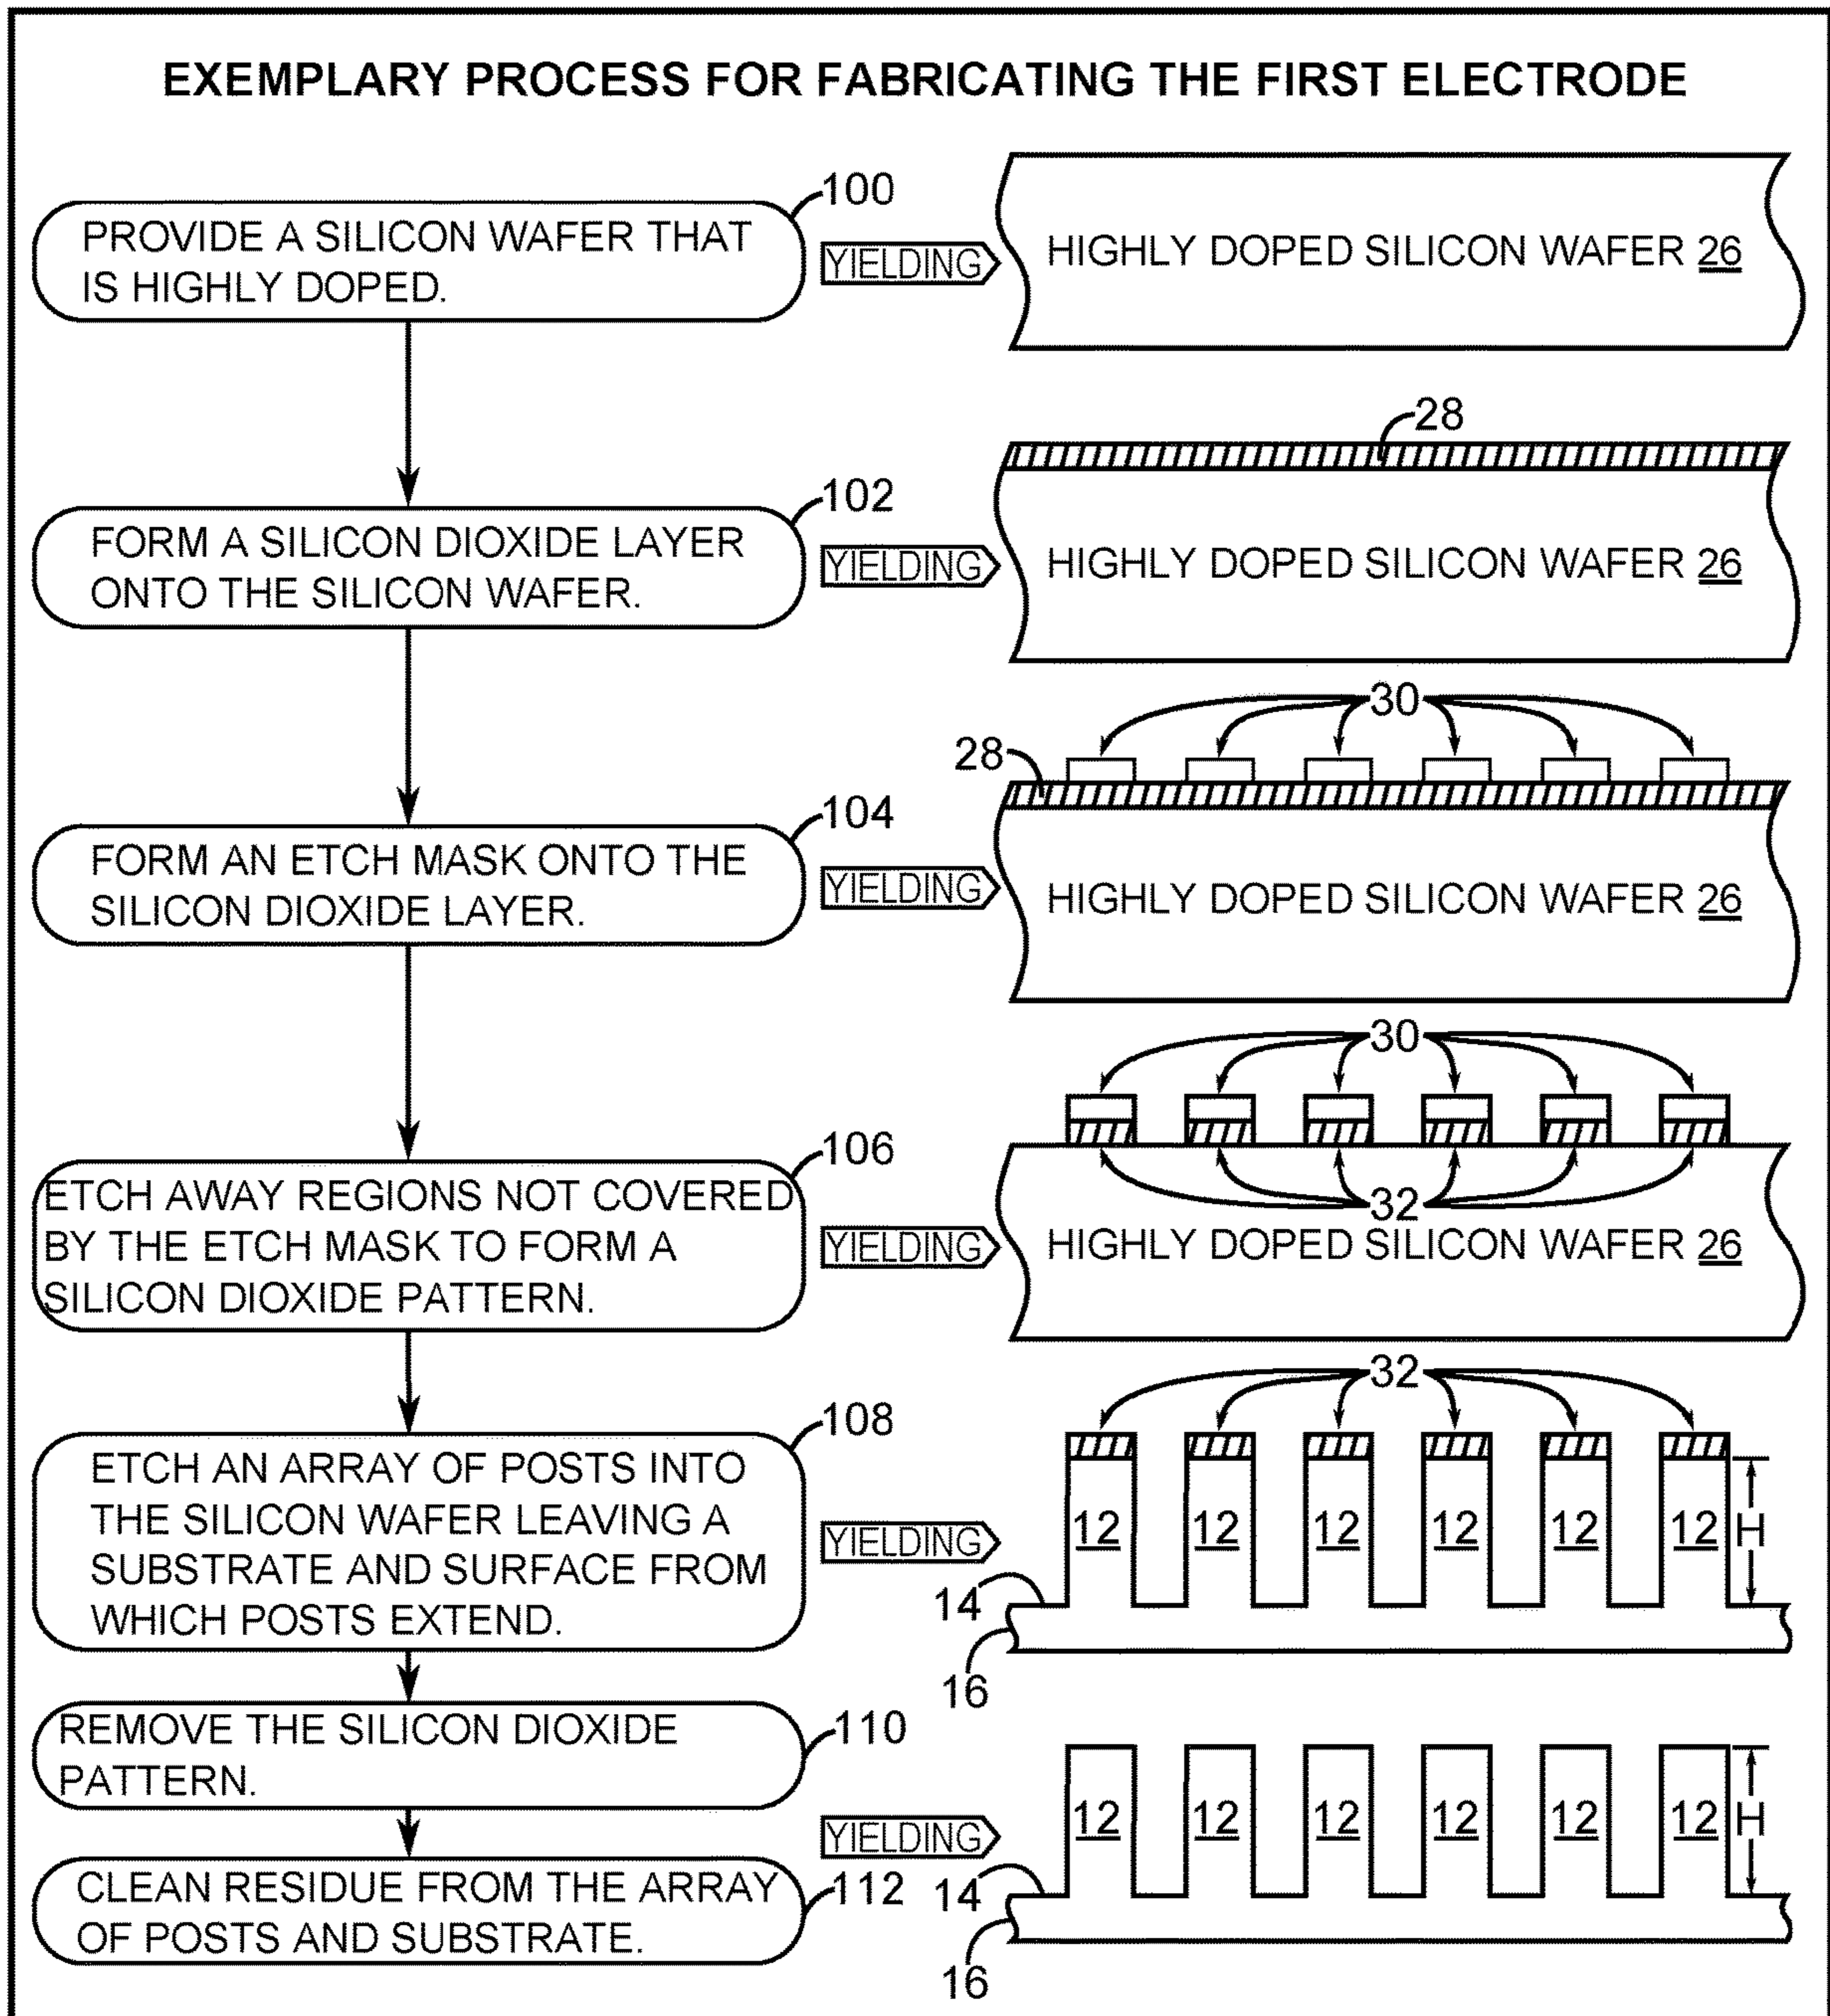 EXEMPLARY PROCESS FOR FABRICATING THE FIRST ELECTRODE
100
PROVIDE A SILICON WAFER THAT
IS HIGHLY DOPED.
YIELDING
HIGHLY DOPED SILICON WAFER 26
28
102
FORM A SILICON DIOXIDE LAYER
ONTO THE SILICON WAFER.
YIELDING
HIGHLY DOPED SILICON WAFER 26
30
28
104
FORM AN ETCH MASK ONTO THE
SILICON DIOXIDE LAYER.
YIELDING
HIGHLY DOPED SILICON WAFER 26
30
106
ETCH AWAY REGIONS NOT COVERED
BY THE ETCH MASK TO FORM A
SILICON DIOXIDE PATTERN.
YIELDING
32
HIGHLY DOPED SILICON WAFER 26
32
108
ETCH AN ARRAY OF POSTS INTO
THE SILICON WAFER LEAVING A
SUBSTRATE AND SURFACE FROM
WHICH POSTS EXTEND.
YIELDING
12 12 12 12 12 12 H
14
16
110
REMOVE THE SILICON DIOXIDE
PATTERN.
YIELDING
12 12 12 12 12 12 H
112
CLEAN RESIDUE FROM THE ARRAY
OF POSTS AND SUBSTRATE.
14
16